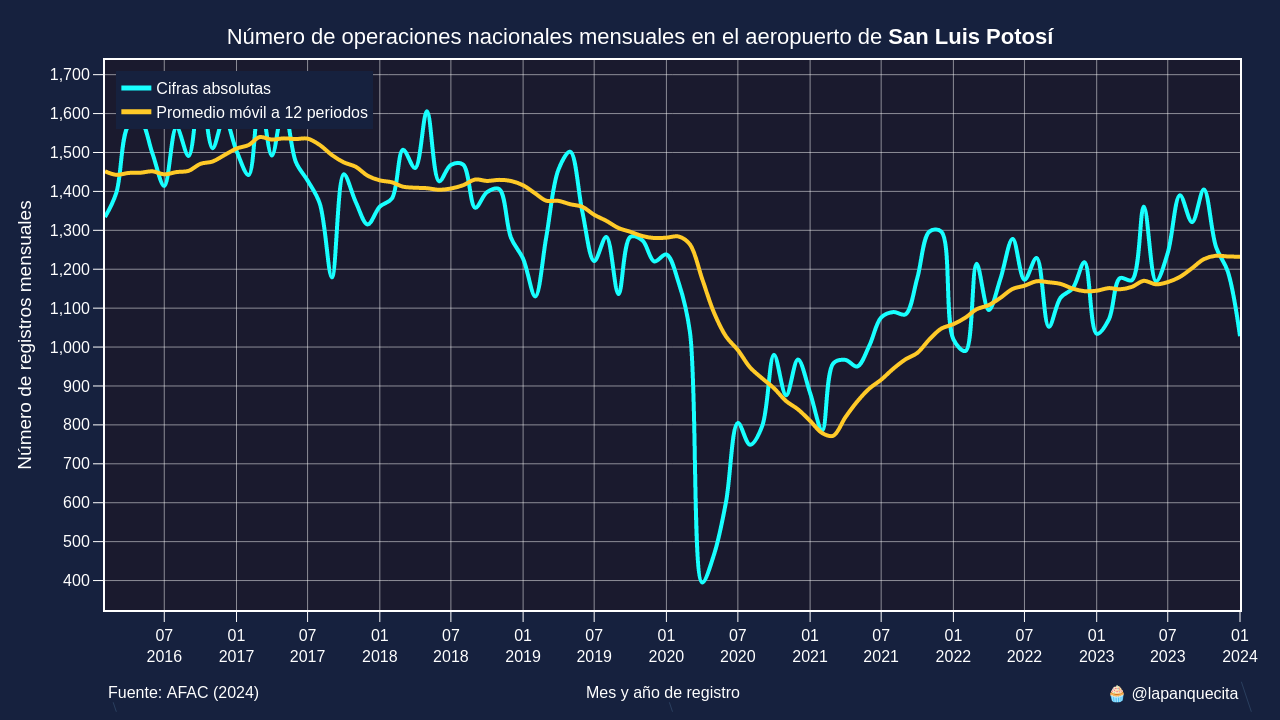 Número de operaciones nacionales mensuales en el aeropuerto de San Luis Potosí
Cifras absolutas
Promedio móvil a 12 periodos
Número de registros mensuales
1,700
1,600
1,500
1,400
1,300
1,200
1,100
1,000
900
800
700
600
500
400
07 01 07 01 07 01 07 01 07 01 07 01 07 01 07 01
2016 2017 2017 2018 2018 2019 2019 2020 2020 2021 2021 2022 2022 2023 2023 2024
Fuente: AFAC (2024) Mes y año de registro 🧁 @lapanquecita